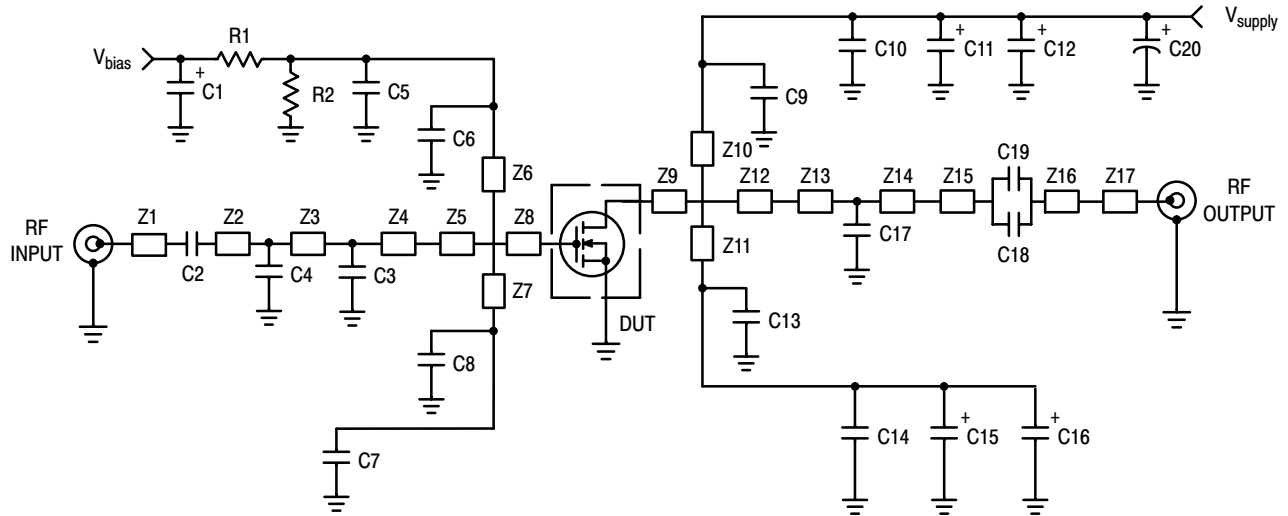 V_supply
V_bias
R1
+
C1
R2
C5
C6
C10
+
C11
+
C12
+
C20
C9
Z6
Z10
Z9
Z12
Z13
Z14
Z15
C19
Z16
Z17
RF
OUTPUT
C18
C17
RF
INPUT
Z1
C2
Z2
C4
Z3
C3
Z4
Z5
Z8
Z7
DUT
Z11
C13
C8
C7
C14
+
C15
+
C16